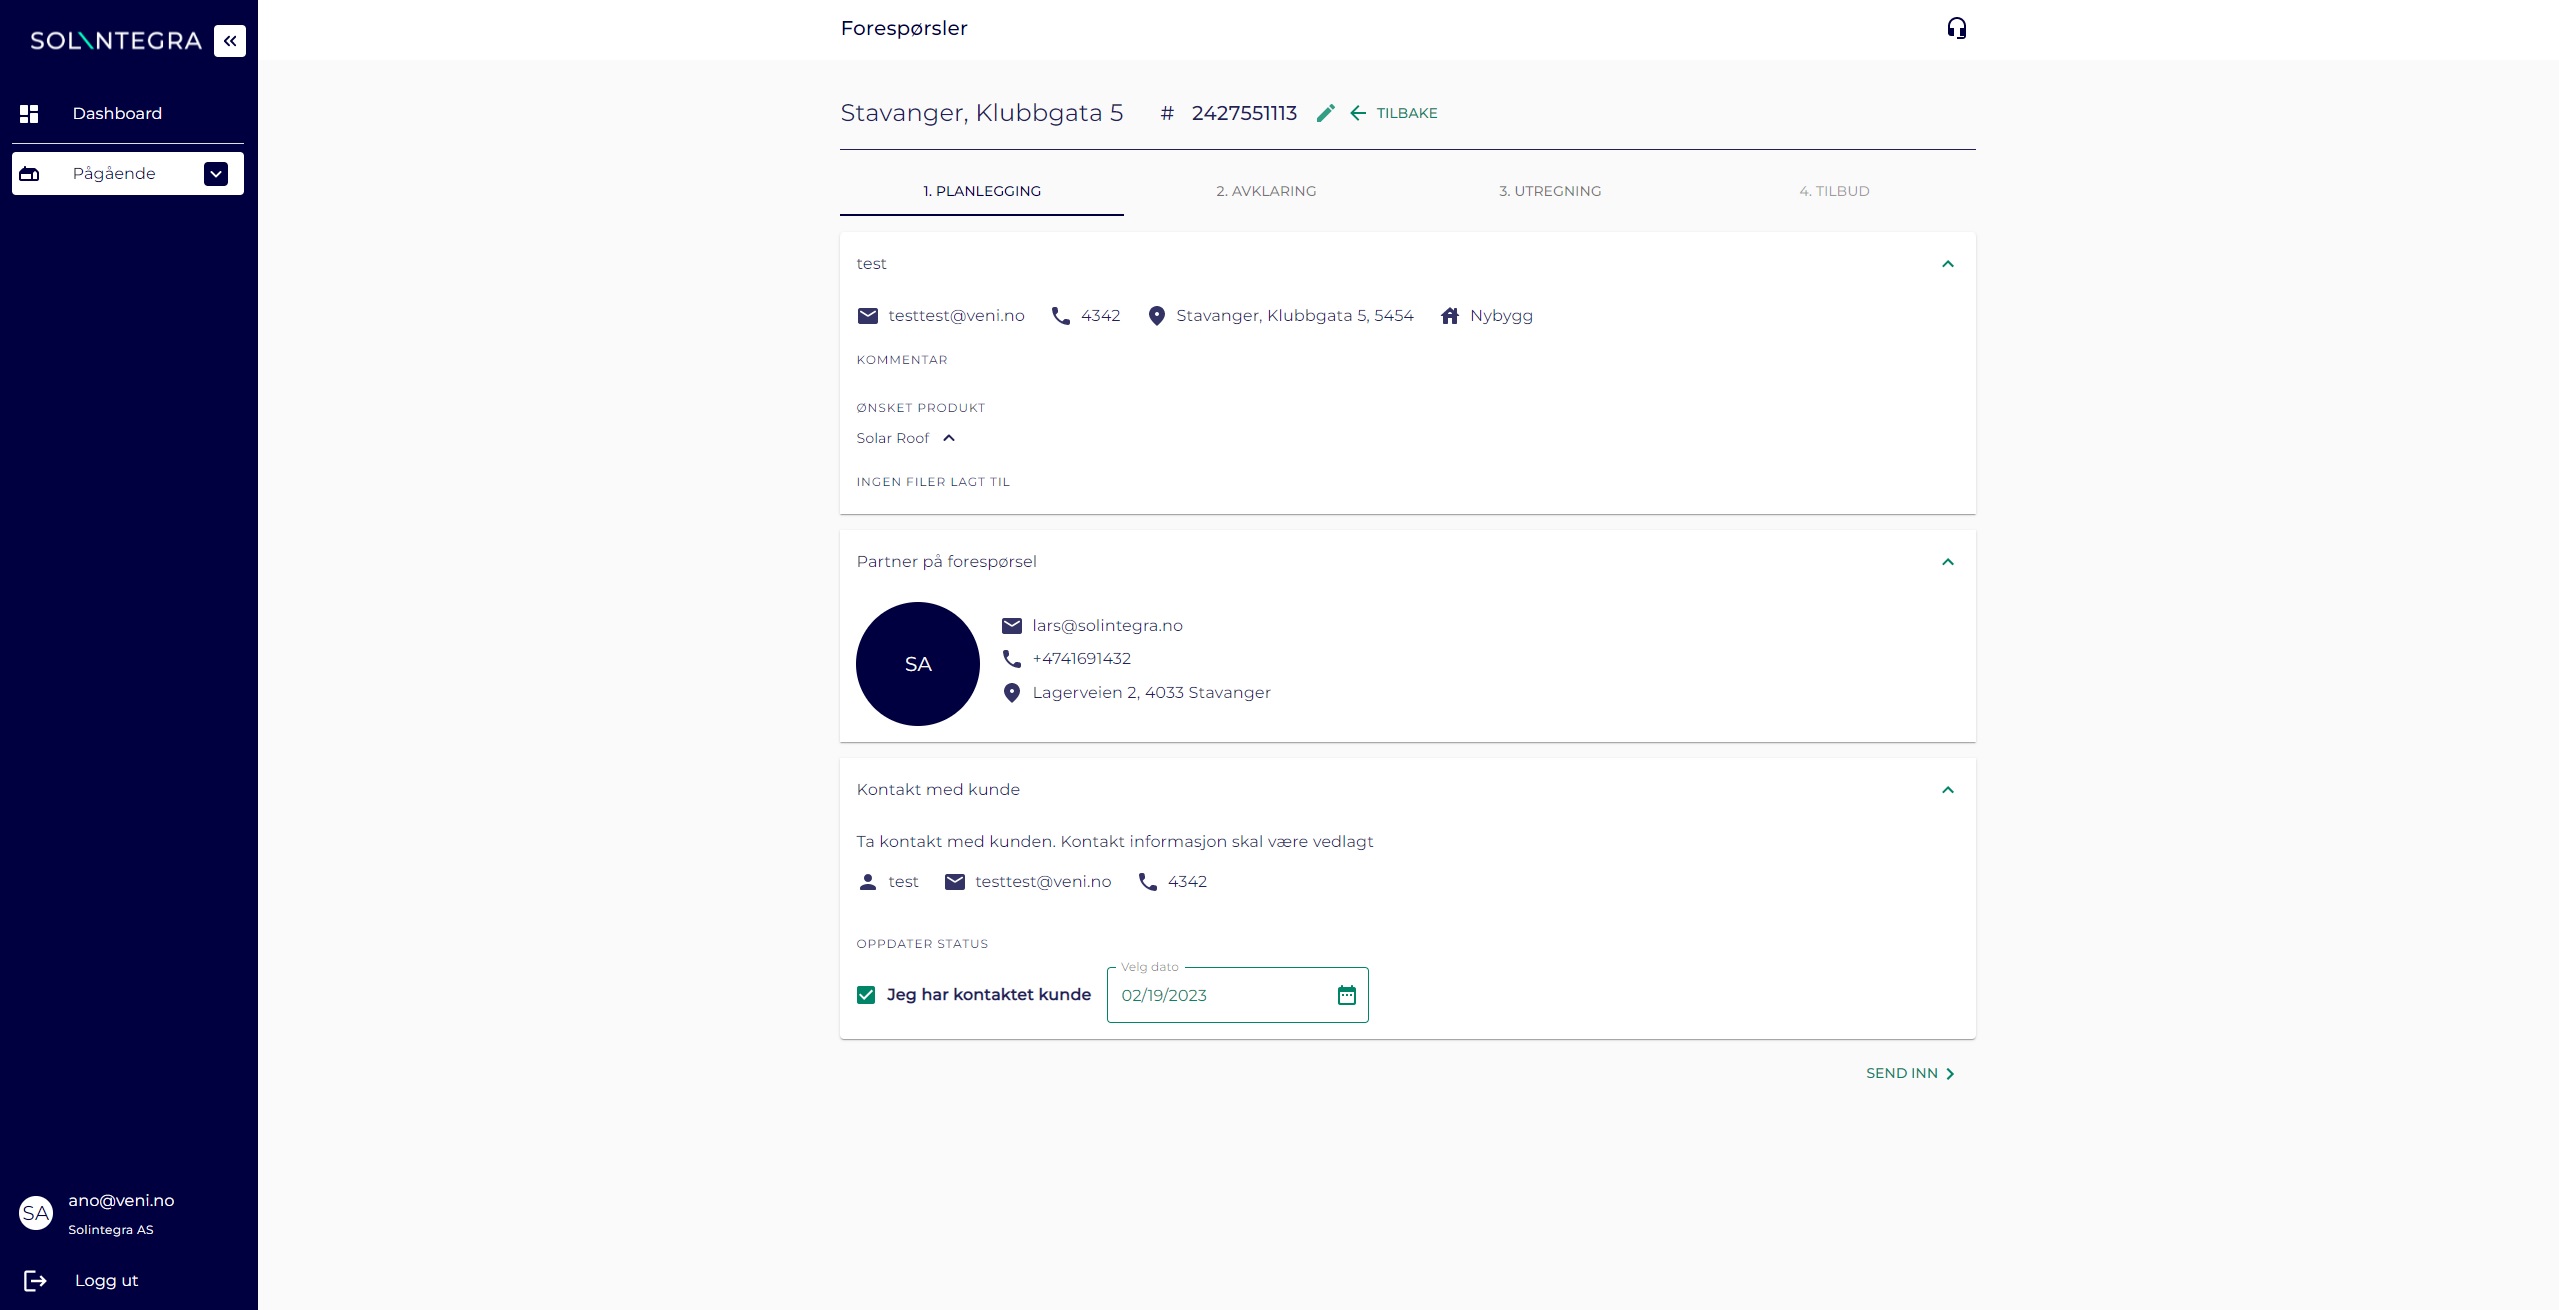 SOLINTEGRA
Dashboard
Pågående
Forespørsler
Stavanger, Klubbgata 5 # 2427551113 TILBAKE
1. PLANLEGGING 2. AVKLARING 3. UTREGNING 4. TILBUD
test
testtest@veni.no 4342 Stavanger, Klubbgata 5, 5454 Nybygg
KOMMENTAR
ØNSKET PRODUKT
Solar Roof
INGEN FILER LAGT TIL
Partner på forespørsel
SA
lars@solintegra.no
+4741691432
Lagerveien 2, 4033 Stavanger
Kontakt med kunde
Ta kontakt med kunden. Kontakt informasjon skal være vedlagt
test testtest@veni.no 4342
OPPDATER STATUS
Velg dato
Jeg har kontaktet kunde 02/19/2023
SEND INN
SA
ano@veni.no
Solintegra AS
Logg ut